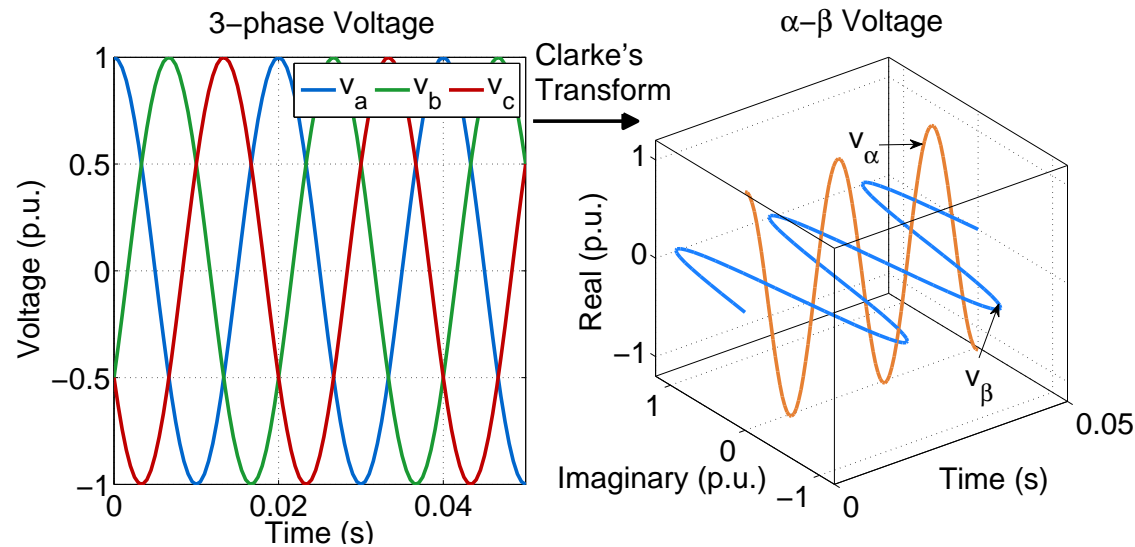 3−phase Voltage
Voltage (p.u.)
1
0.5
0
−0.5
−1
v_a v_b v_c
0 0.02 0.04
Time (s)
Clarke's
Transform
α−β Voltage
Real (p.u.)
1
0
−1
v_α
v_β
1
0
−1
Imaginary (p.u.)
0
0.05
Time (s)